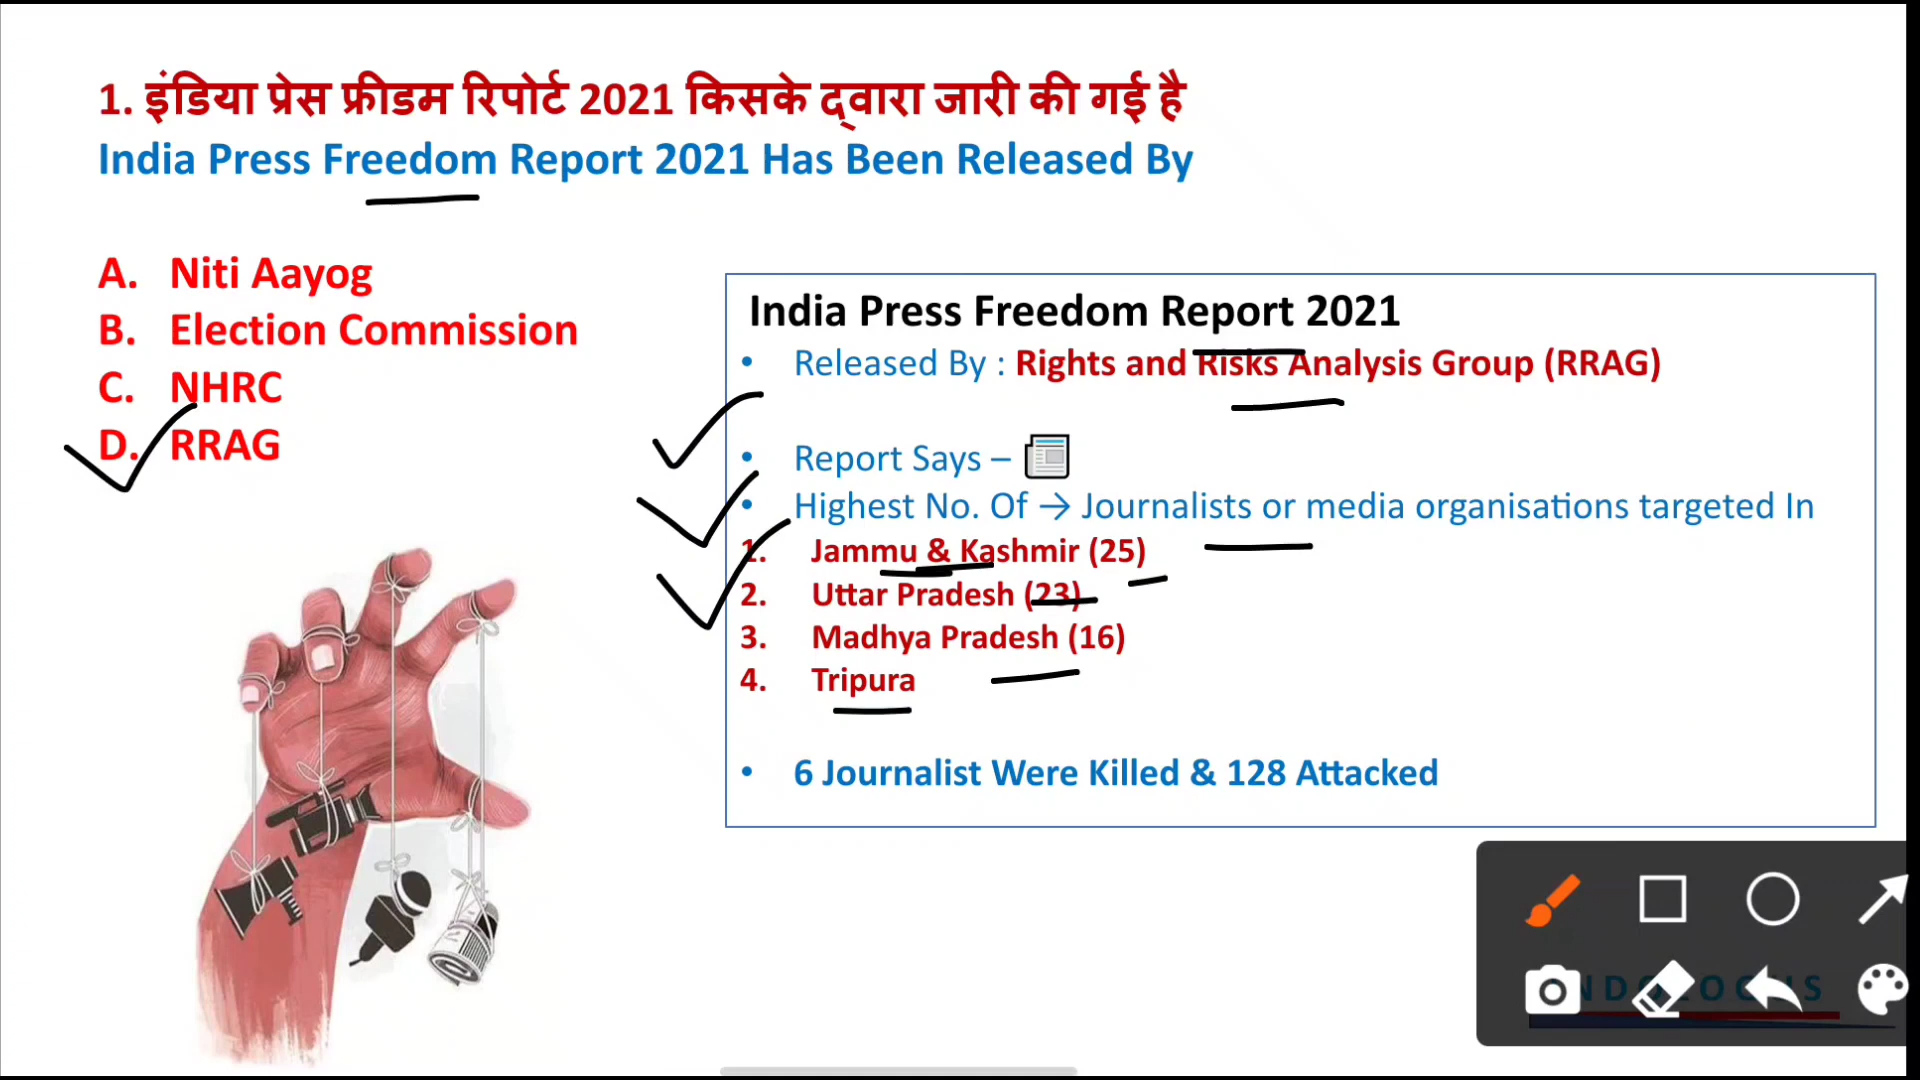 1. इंडिया प्रेस फ्रीडम रिपोर्ट 2021 किसके द्वारा जारी की गई है
India Press Freedom Report 2021 Has Been Released By
A. Niti Aayog
B. Election Commission
C. NHRC
D. RRAG
India Press Freedom Report 2021
• Released By : Rights and Risks Analysis Group (RRAG)
• Report Says –
• Highest No. Of → Journalists or media organisations targeted In
1. Jammu & Kashmir (25)
2. Uttar Pradesh (23)
3. Madhya Pradesh (16)
4. Tripura
• 6 Journalist Were Killed & 128 Attacked